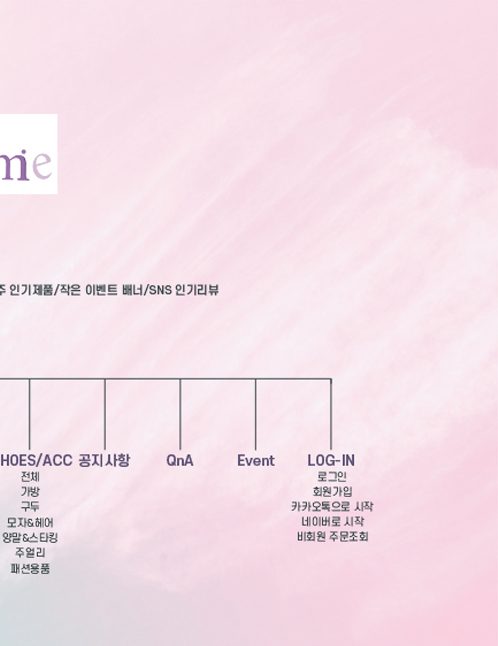 mie
주 인기제품/작은 이벤트 배너/SNS 인기리뷰
HOES/ACC 공지사항 QnA Event LOG-IN
전체
가방
구두
모자&헤어
양말&스타킹
주얼리
패션용품
로그인
회원가입
카카오톡으로 시작
네이버로 시작
비회원 주문조회